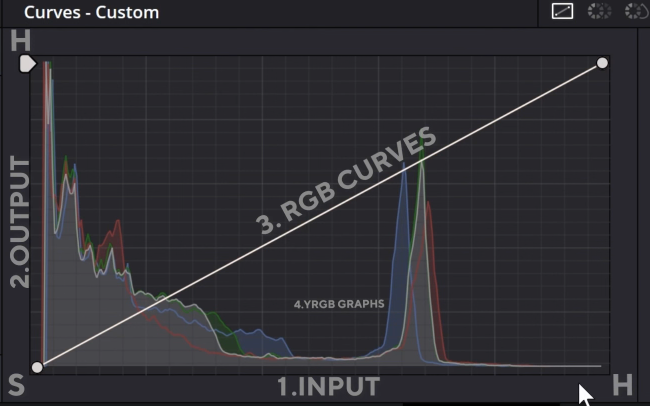 Curves - Custom
H
2.OUTPUT
3. RGB CURVES
4.YRGB GRAPHS
S
1.INPUT
H